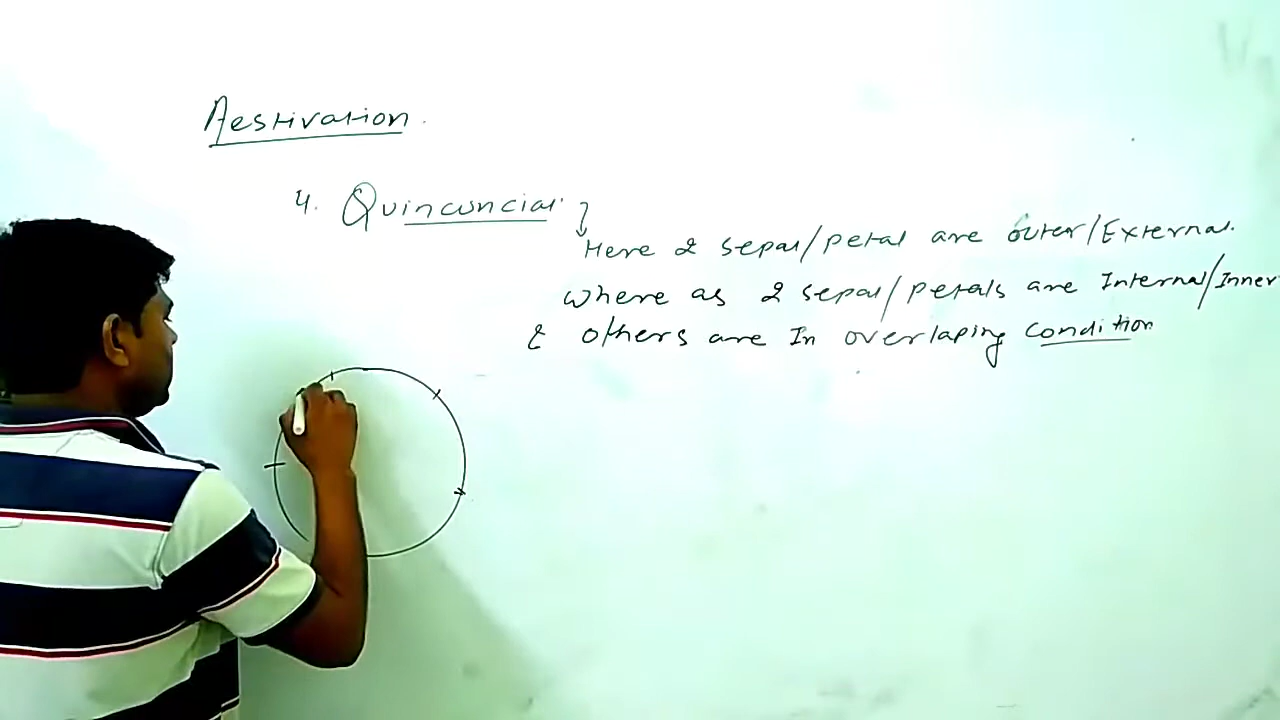 Aestivation.
4. Quincuncial
Here 2 sepal/petal are outer/External.
where as 2 sepal/petals are Internal/Inner
& others are In overlaping condition